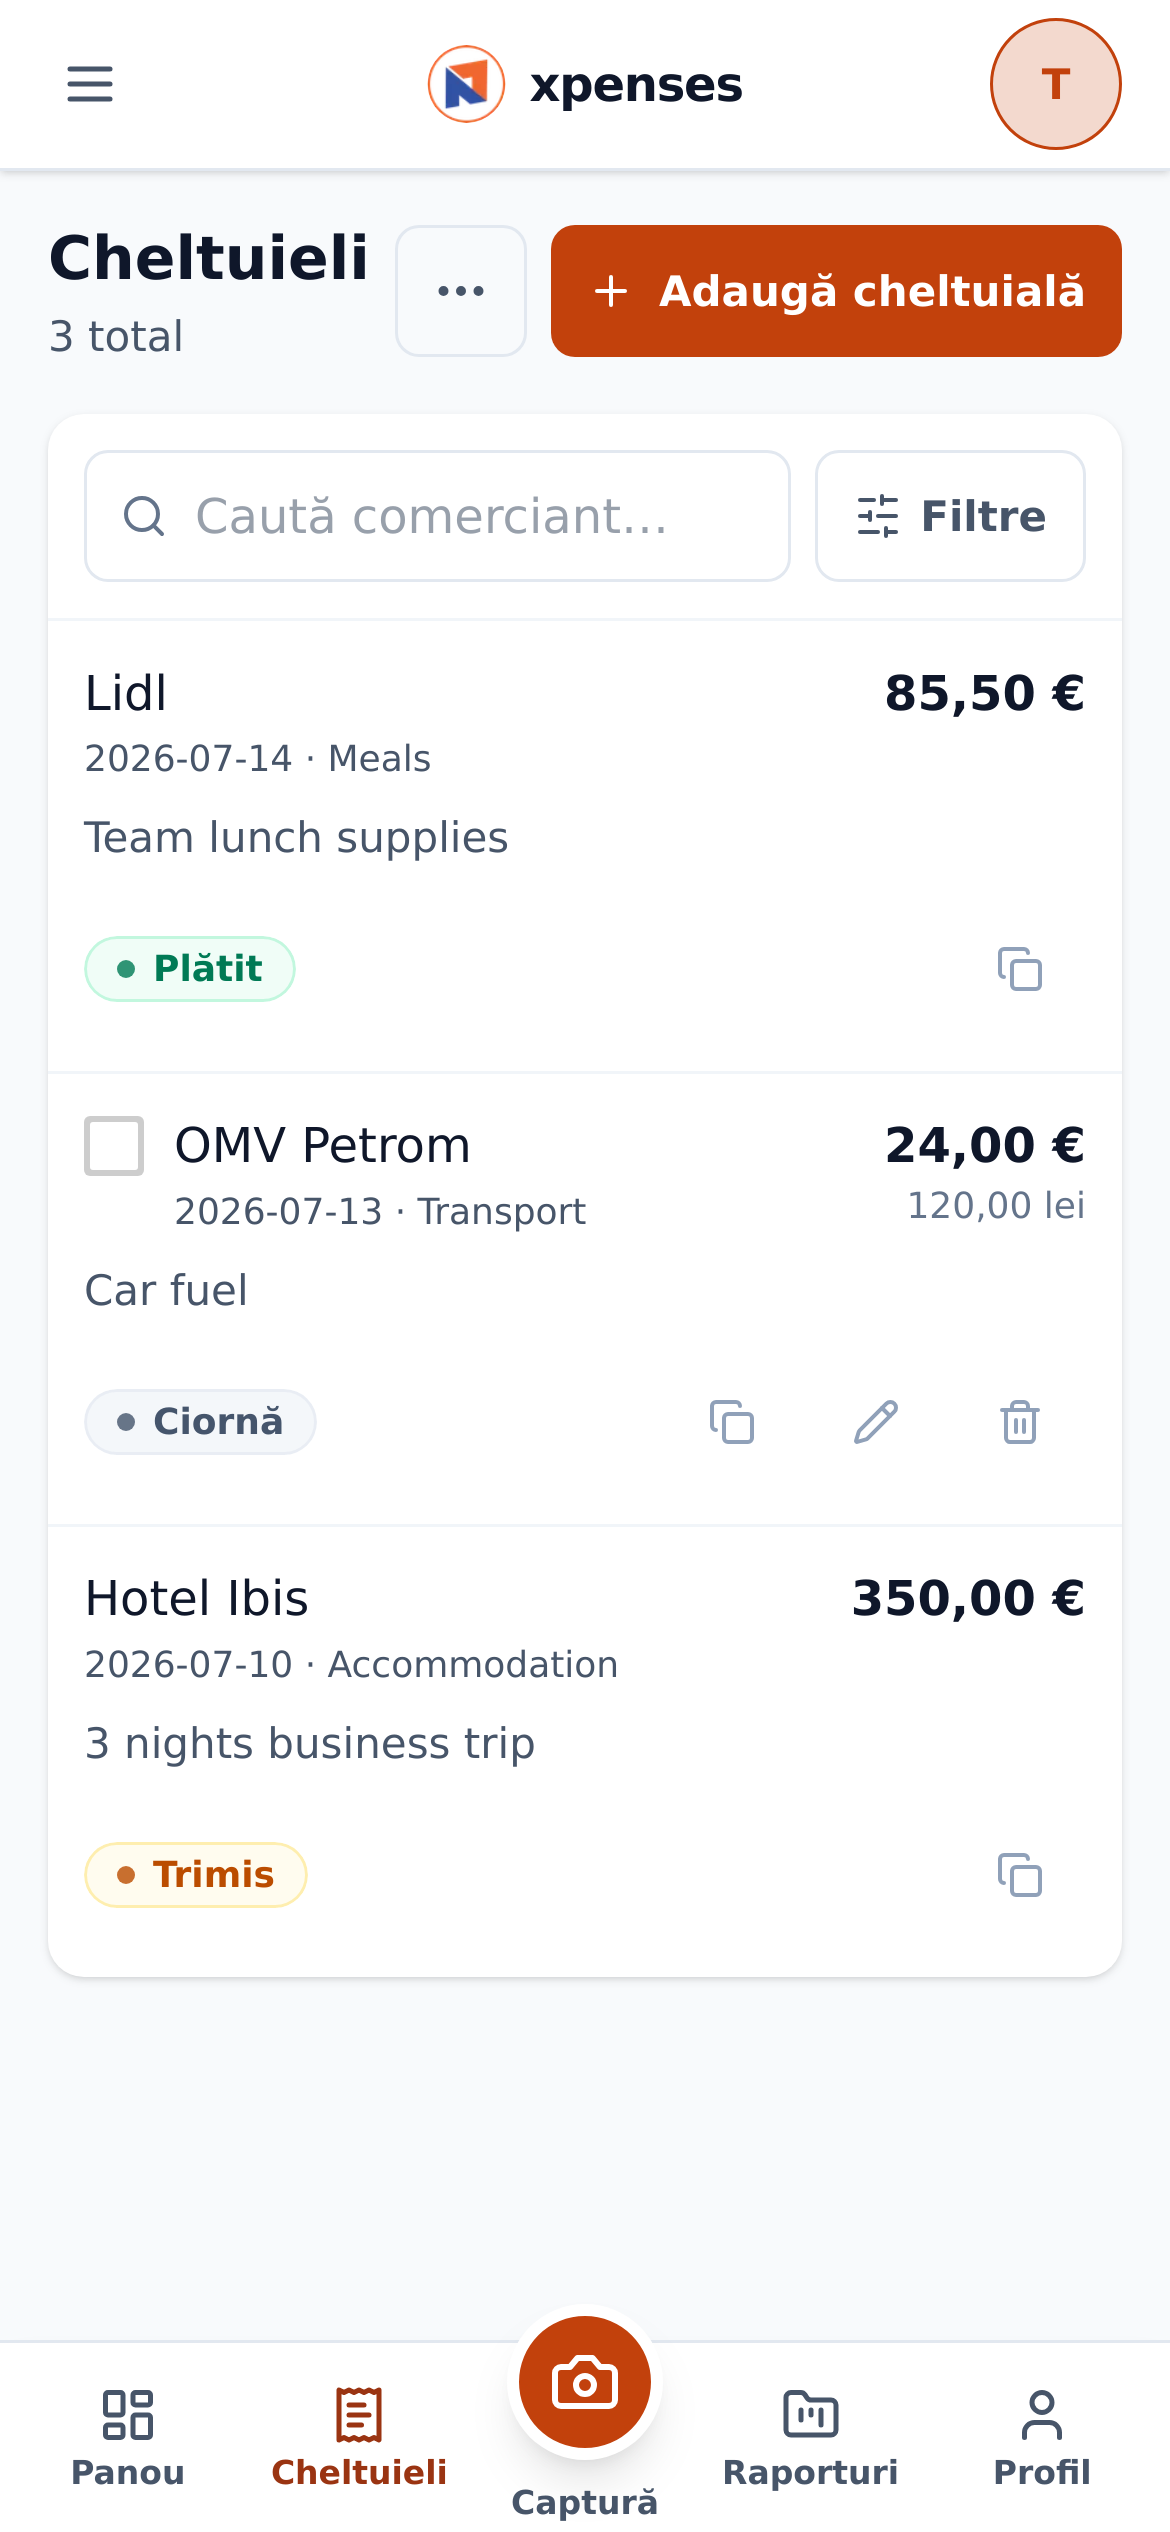 xpenses
T
Cheltuieli
3 total
Adaugă cheltuială
Caută comerciant...
Filtre
Lidl
85,50 €
2026-07-14 · Meals
Team lunch supplies
Plătit
OMV Petrom
24,00 €
2026-07-13 · Transport
120,00 lei
Car fuel
Ciornă
Hotel Ibis
350,00 €
2026-07-10 · Accommodation
3 nights business trip
Trimis
Panou
Cheltuieli
Captură
Raporturi
Profil